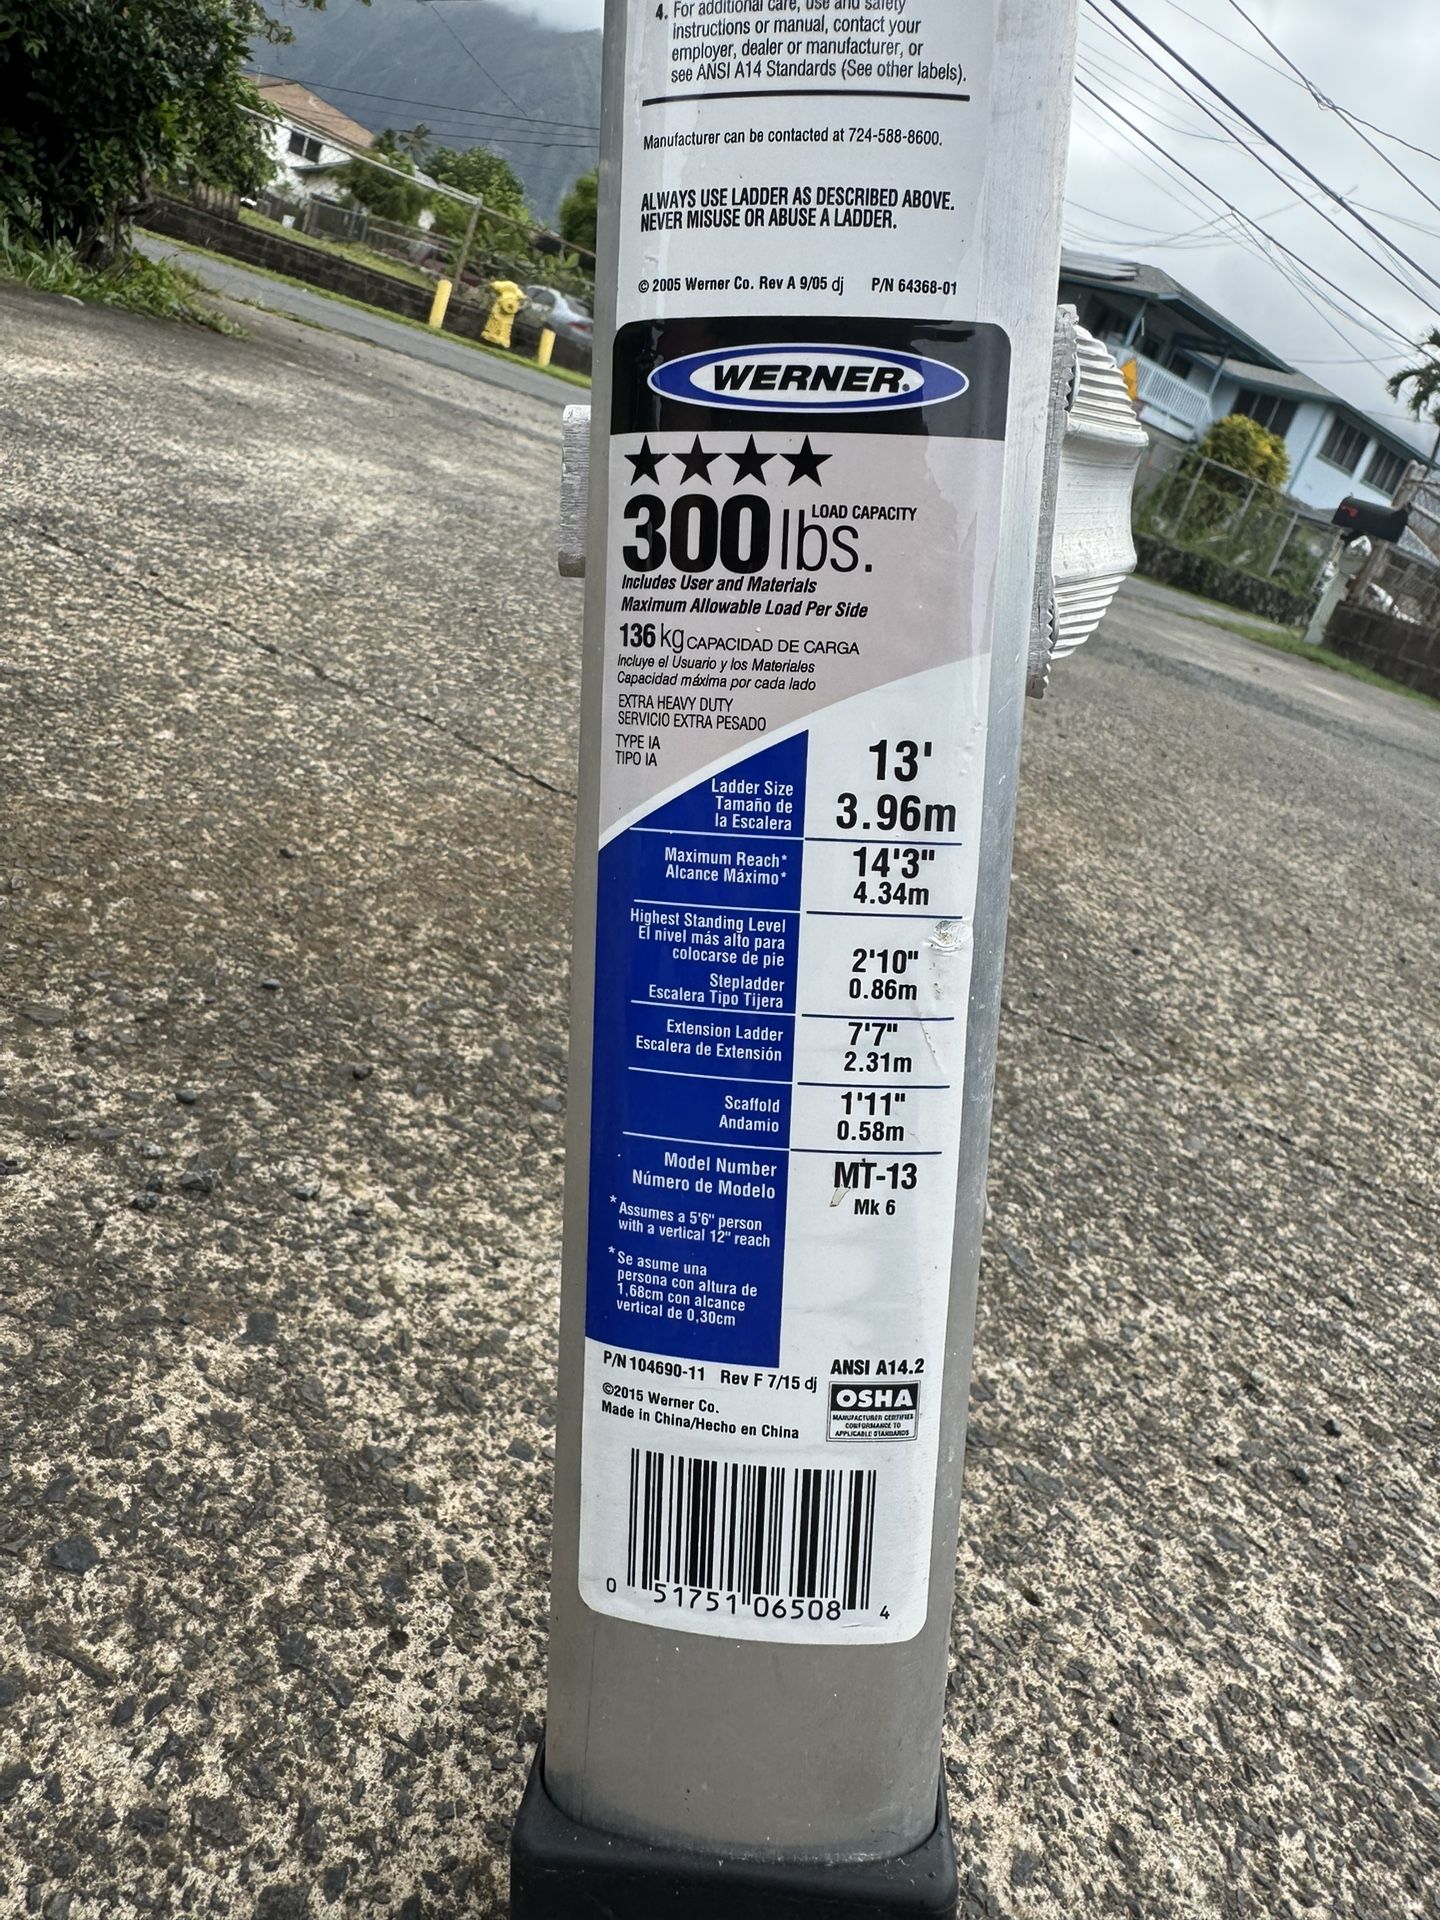 4. For additional care, use and safety
instructions or manual, contact your
employer, dealer or manufacturer, or
see ANSI A14 Standards (See other labels).
Manufacturer can be contacted at 724-588-8600.
ALWAYS USE LADDER AS DESCRIBED ABOVE.
NEVER MISUSE OR ABUSE A LADDER.
© 2005 Werner Co. Rev A 9/05 dj P/N 64368-01
WERNER®
★★★★
300 lbs. LOAD CAPACITY
Includes User and Materials
Maximum Allowable Load Per Side
136 kg CAPACIDAD DE CARGA
Incluye el Usuario y los Materiales
Capacidad máxima por cada lado
EXTRA HEAVY DUTY
SERVICIO EXTRA PESADO
TYPE IA
TIPO IA
Ladder Size
Tamaño de
la Escalera
13'
3.96m
Maximum Reach*
Alcance Máximo*
14'3"
4.34m
Highest Standing Level
El nivel más alto para
colocarse de pie
Stepladder
Escalera Tipo Tijera
2'10"
0.86m
Extension Ladder
Escalera de Extensión
7'7"
2.31m
Scaffold
Andamio
1'11"
0.58m
Model Number
Número de Modelo
MT-13
Mk 6
* Assumes a 5'6" person
with a vertical 12" reach
* Se asume una
persona con altura de
1,68cm con alcance
vertical de 0,30cm
P/N 104690-11 Rev F 7/15 dj
©2015 Werner Co.
Made in China/Hecho en China
ANSI A14.2
OSHA
MANUFACTURER CERTIFIES
CONFORMANCE TO
APPLICABLE STANDARDS
0 51751 06508 4